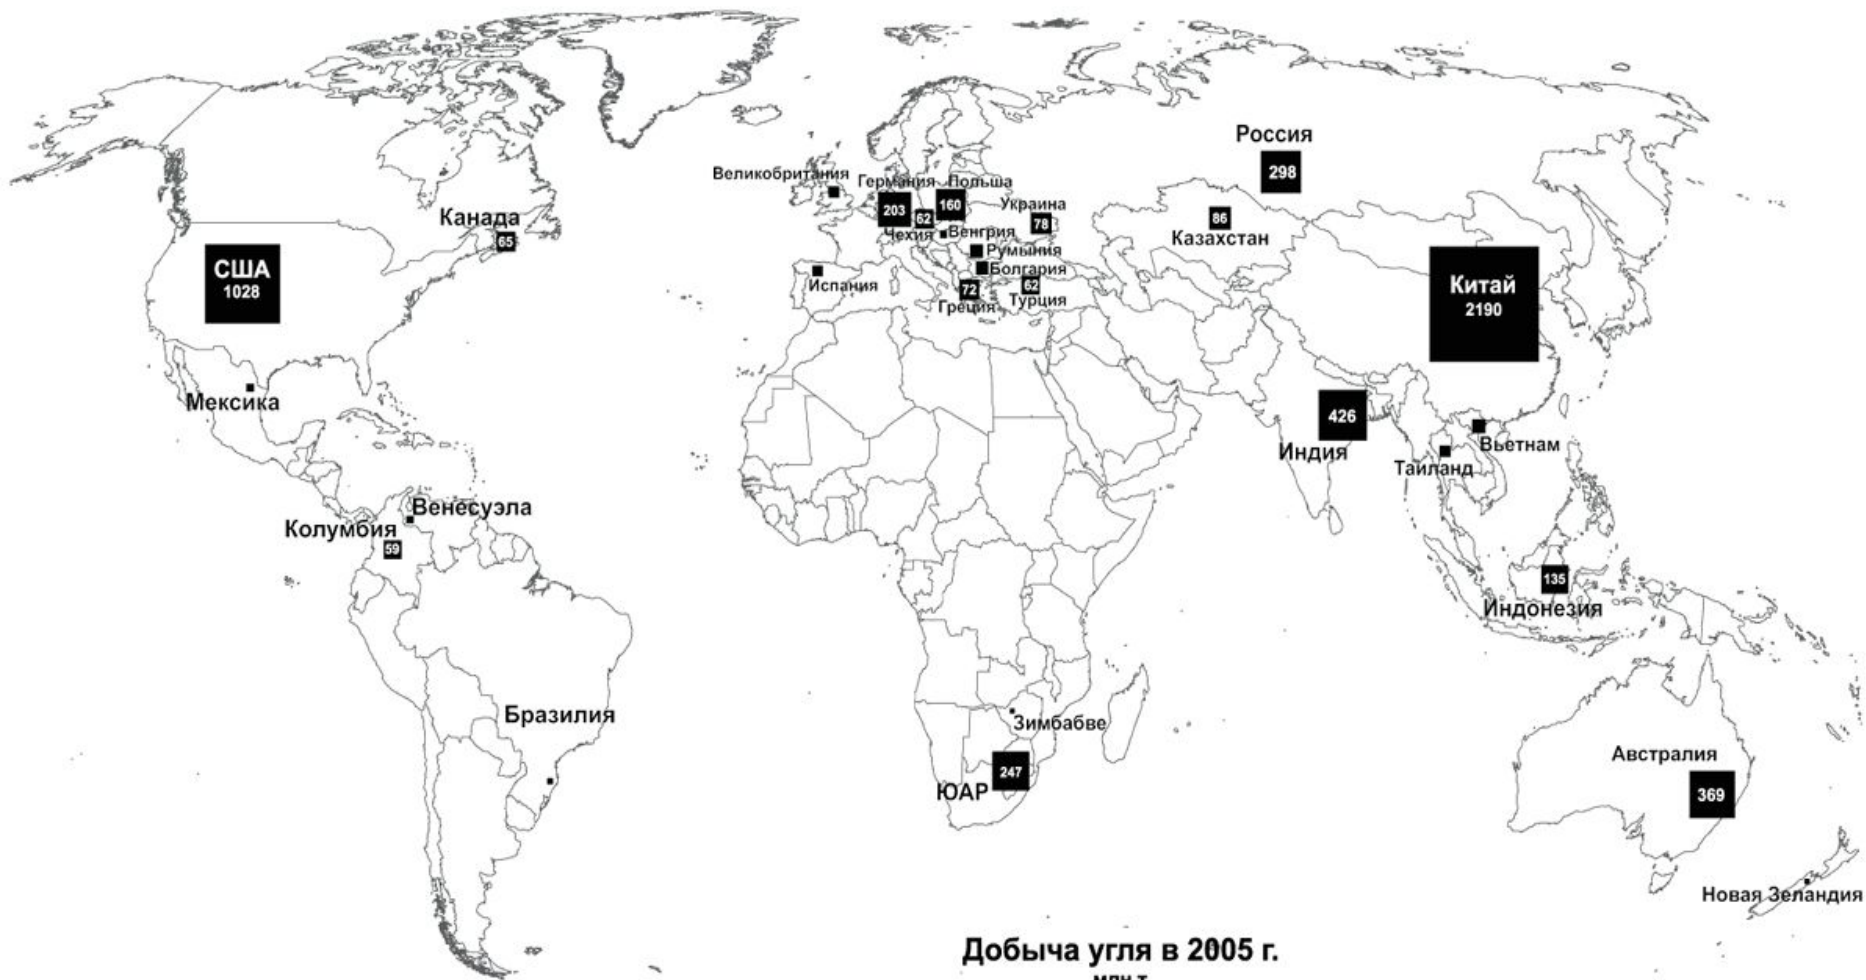 Россия
298
Великобритания
Германия
Польша
203
62
160
Украина
78
Чехия
Венгрия
Румыния
Болгария
Испания
72
Греция
62
Турция
86
Казахстан
Канада
65
США
1028
Китай
2190
Мексика
426
Индия
Вьетнам
Таиланд
Венесуэла
Колумбия
59
135
Индонезия
Бразилия
Зимбабве
247
ЮАР
Австралия
369
Новая Зеландия
Добыча угля в 2005 г.
млн т